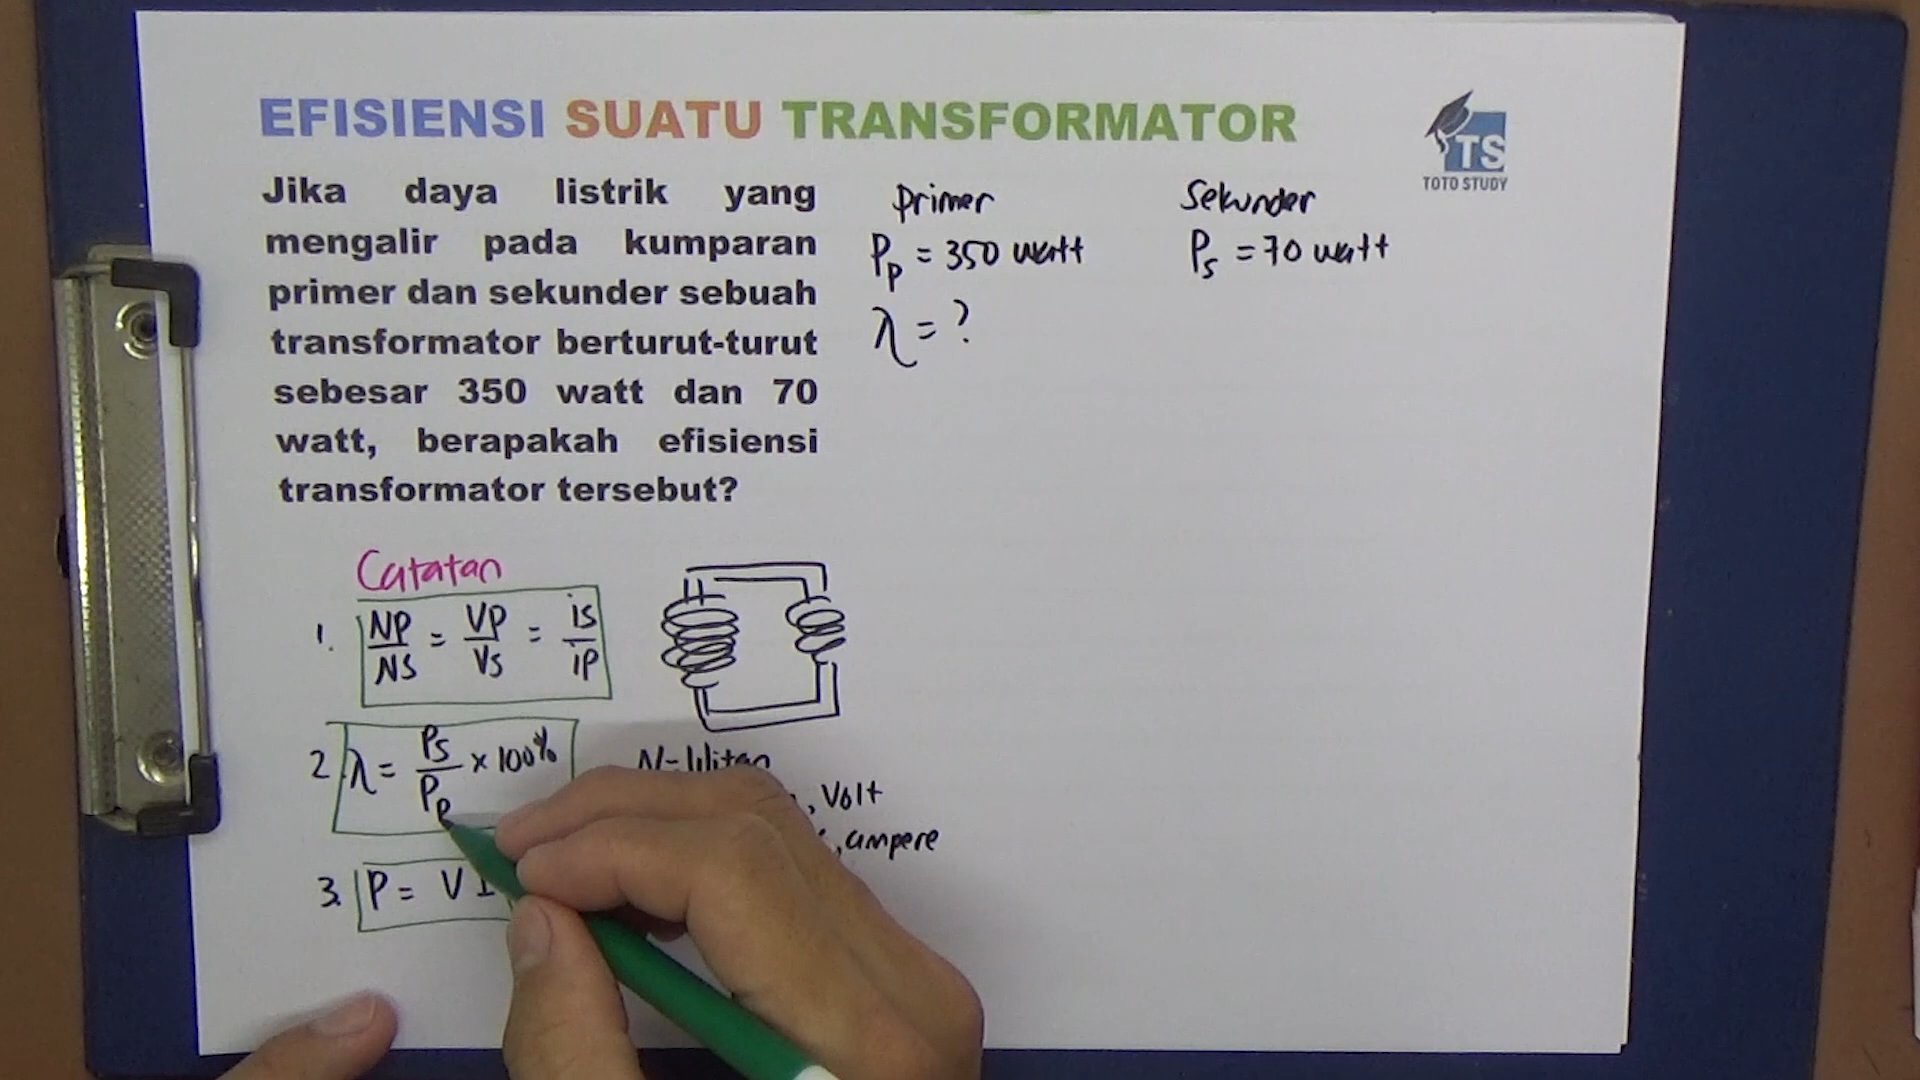 EFISIENSI SUATU TRANSFORMATOR
TS
TOTO STUDY
Jika daya listrik yang
mengalir pada kumparan
primer dan sekunder sebuah
transformator berturut-turut
sebesar 350 watt dan 70
watt, berapakah efisiensi
transformator tersebut?
Primer
Pp = 350 watt
λ = ?
Sekunder
Ps = 70 watt
Catatan
1. NP/NS = VP/VS = is/ip
2. λ = Ps/Pp × 100%
3. P = V I
N = lilitan
, Volt
, ampere